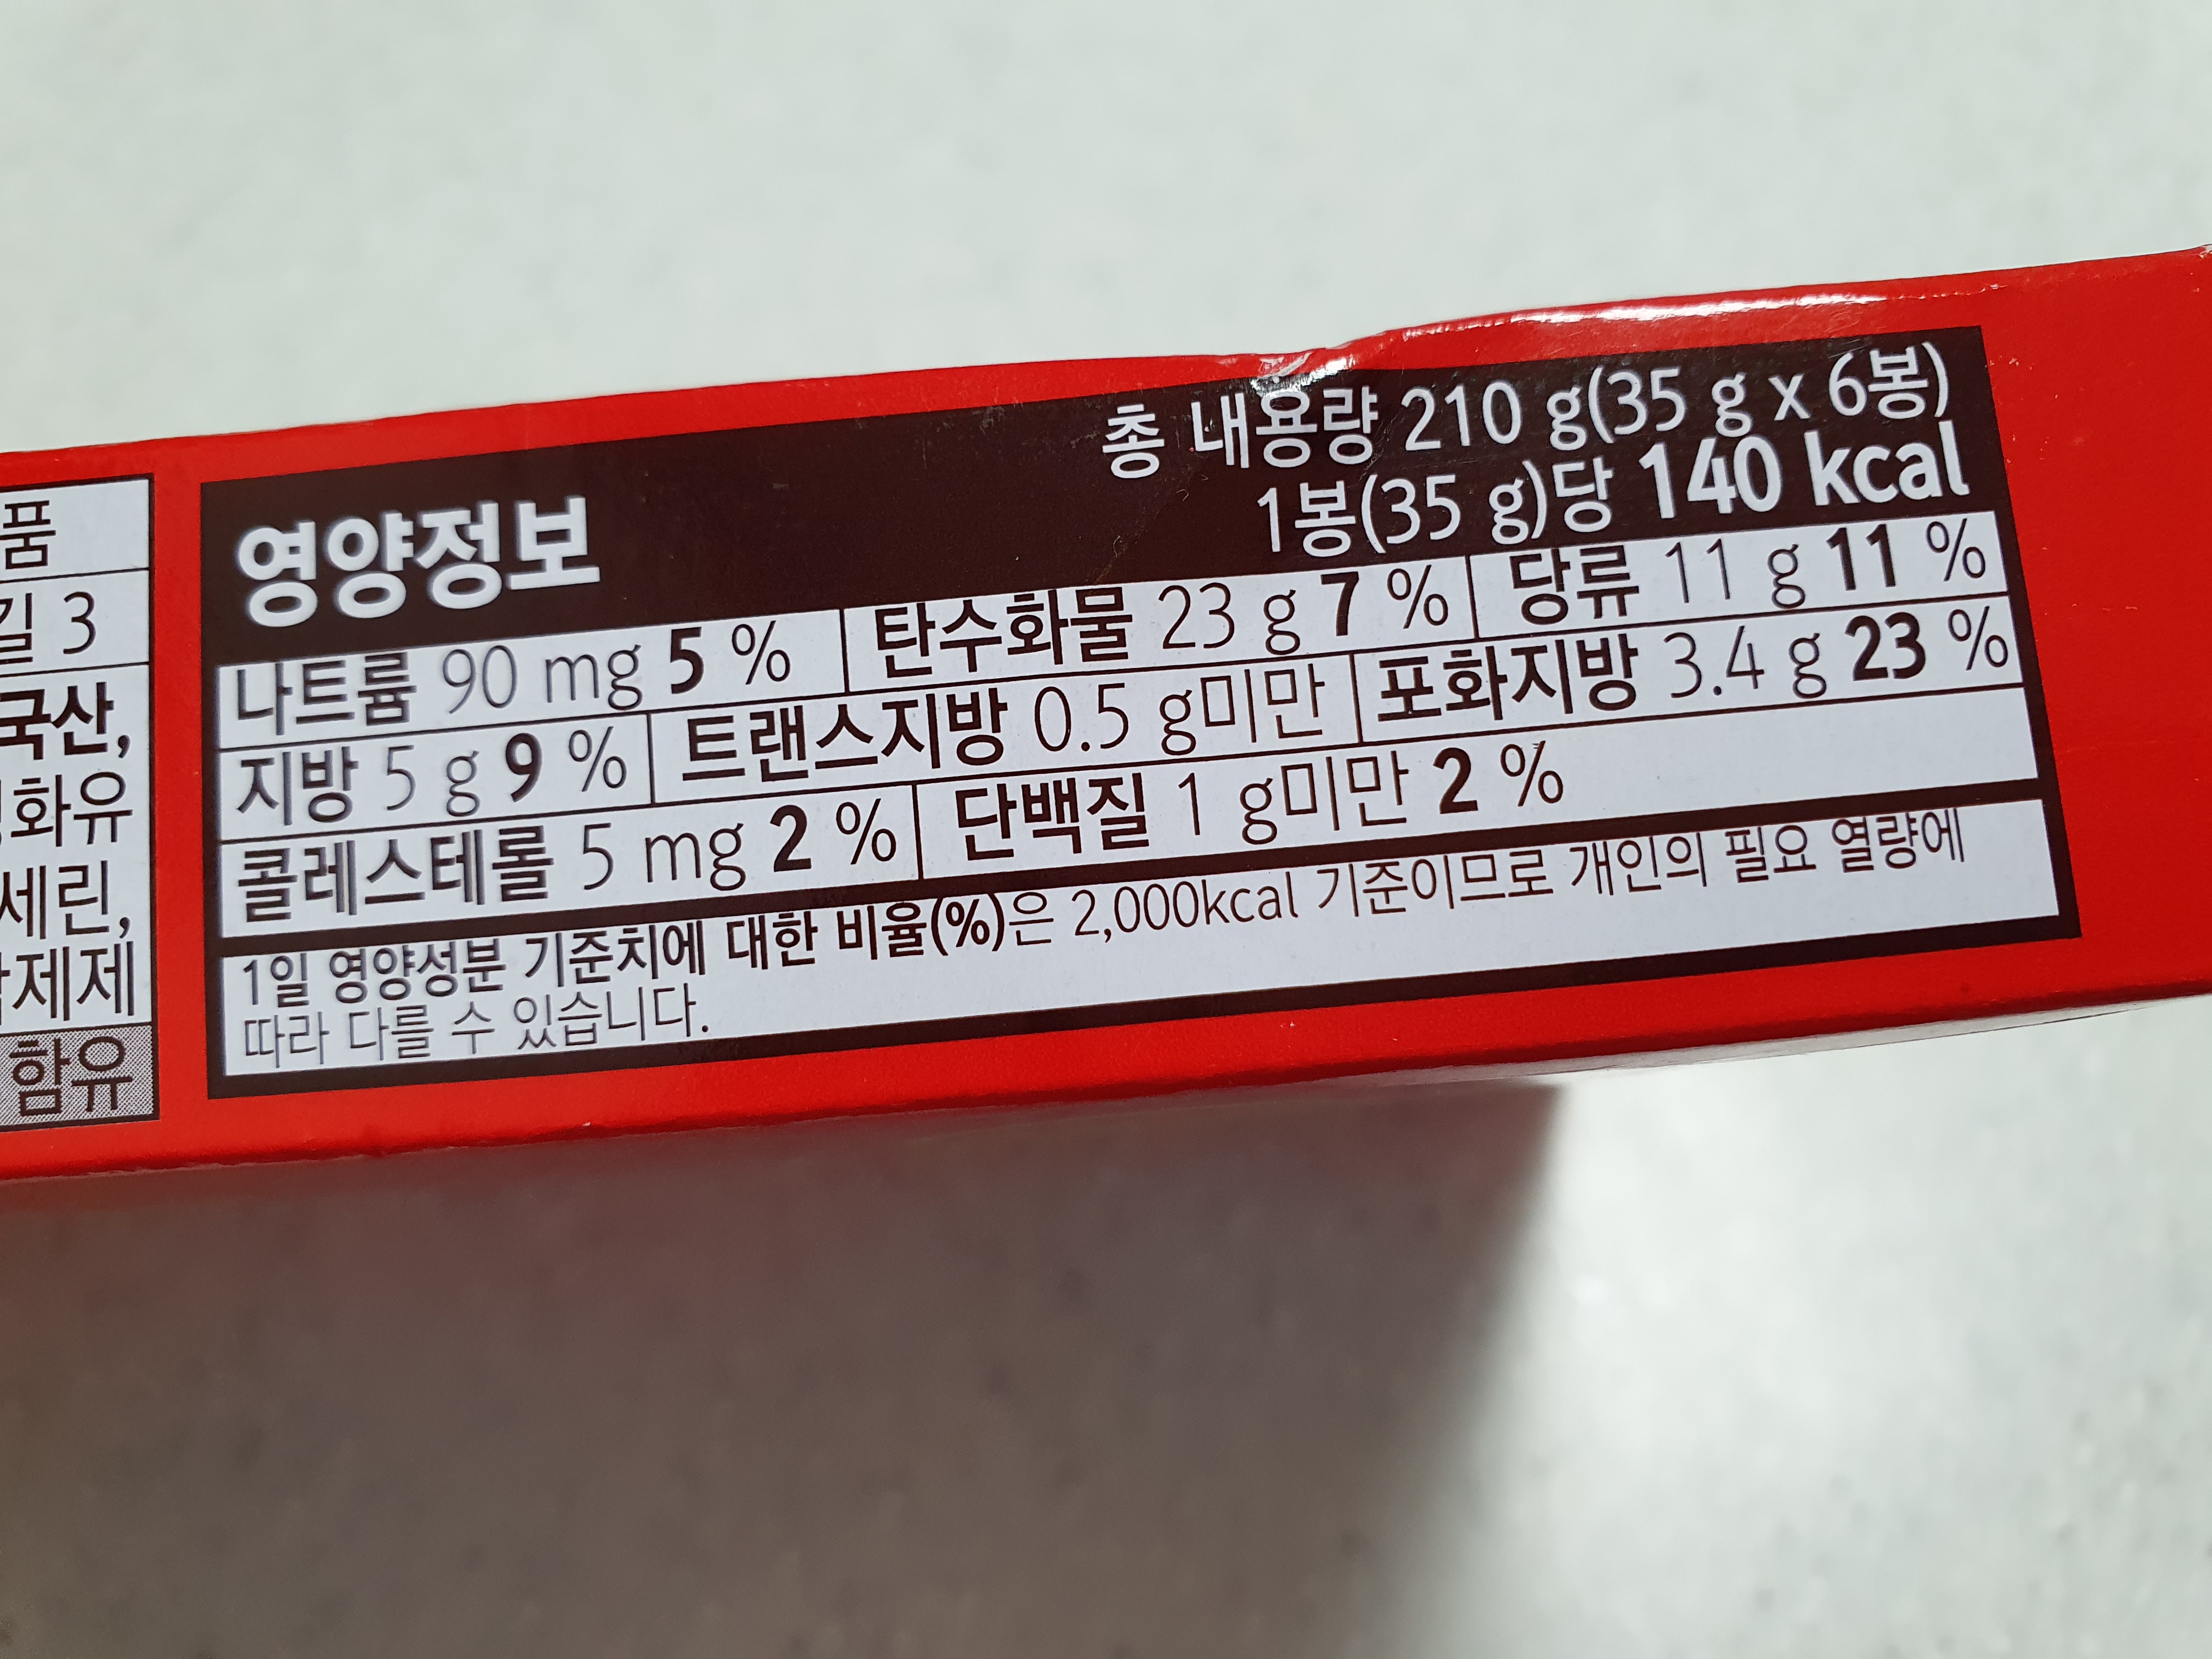 품
길 3
국산,
화유
세린,
제제
함유
영양정보
총 내용량 210 g(35 g x 6봉)
1봉(35 g)당 140 kcal
나트륨 90 mg 5 % 탄수화물 23 g 7 % 당류 11 g 11 %
지방 5 g 9 % 트랜스지방 0.5 g미만 포화지방 3.4 g 23 %
콜레스테롤 5 mg 2 % 단백질 1 g미만 2 %
1일 영양성분 기준치에 대한 비율(%)은 2,000kcal 기준이므로 개인의 필요 열량에
따라 다를 수 있습니다.